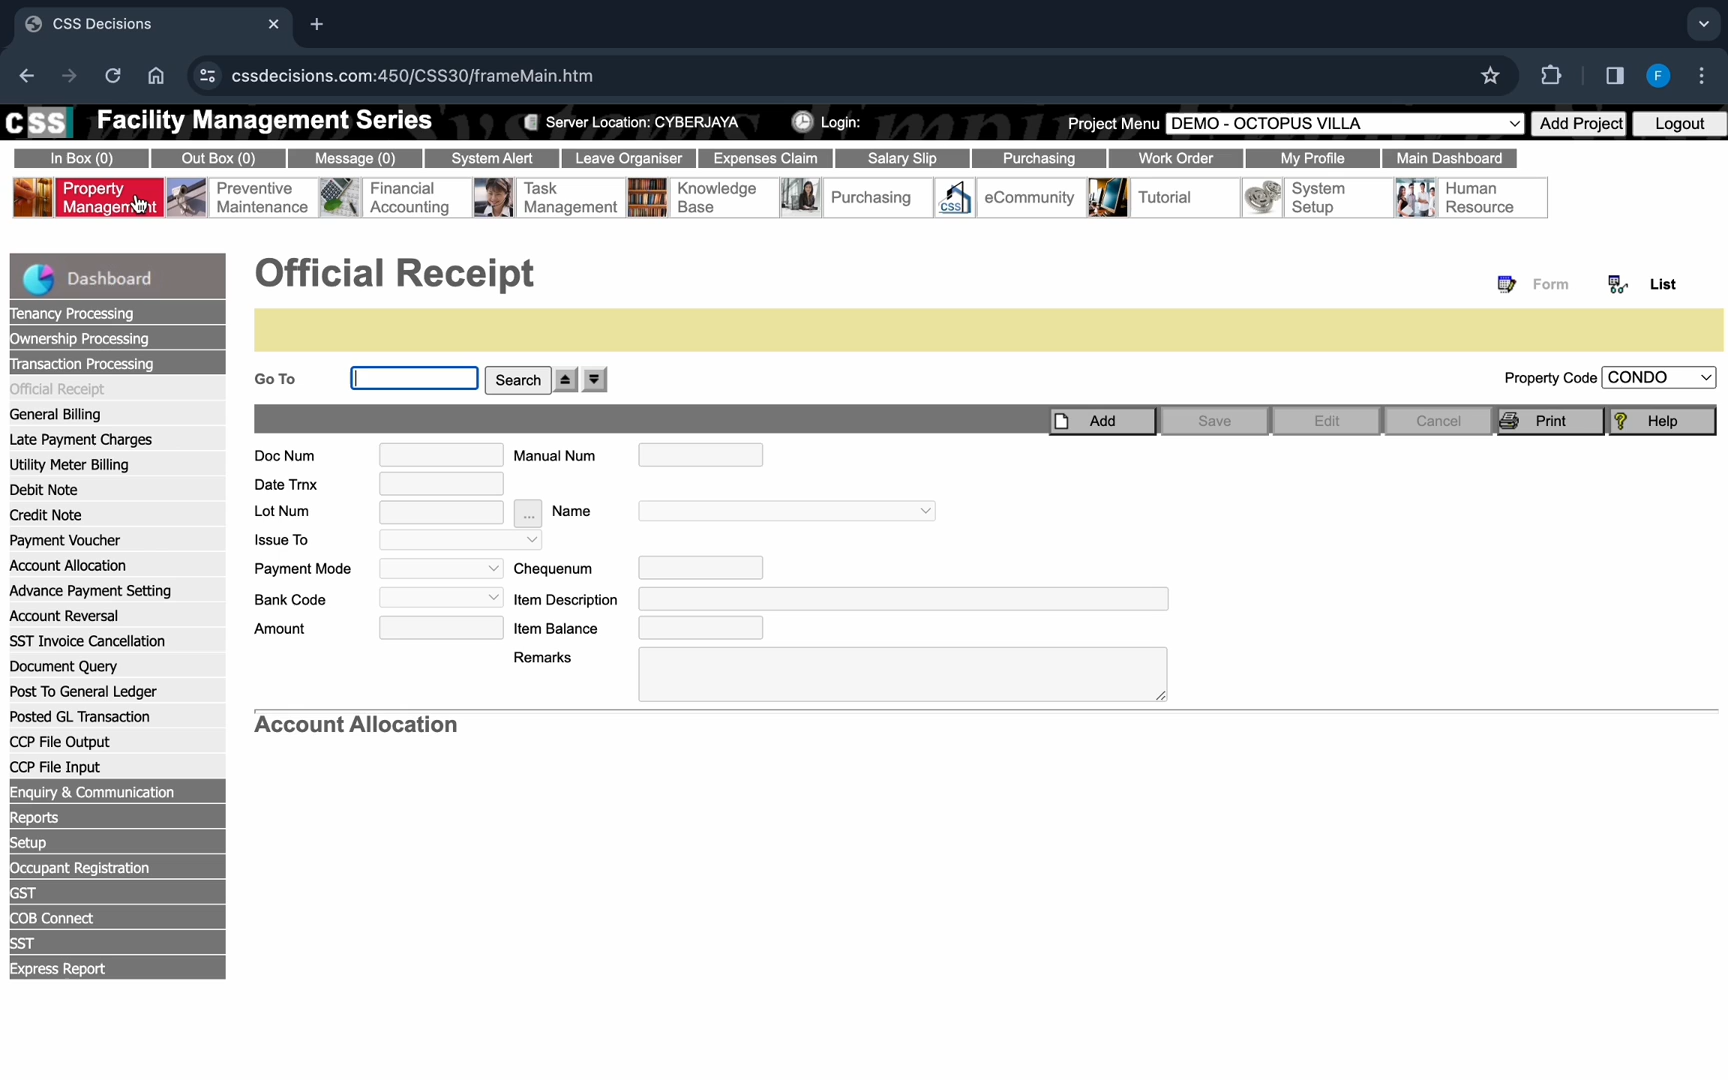 CSS Decisions
cssdecisions.com:450/CSS30/frameMain.htm
F
CSS Facility Management Series
Server Location: CYBERJAYA
Login:
Project Menu DEMO - OCTOPUS VILLA
Add Project
Logout
In Box (0) Out Box (0) Message (0) System Alert Leave Organiser Expenses Claim Salary Slip Purchasing Work Order My Profile Main Dashboard
Property Management
Preventive Maintenance
Financial Accounting
Task Management
Knowledge Base
Purchasing
CSS
eCommunity
Tutorial
System Setup
Human Resource
Dashboard
Tenancy Processing
Ownership Processing
Transaction Processing
Official Receipt
General Billing
Late Payment Charges
Utility Meter Billing
Debit Note
Credit Note
Payment Voucher
Account Allocation
Advance Payment Setting
Account Reversal
SST Invoice Cancellation
Document Query
Post To General Ledger
Posted GL Transaction
CCP File Output
CCP File Input
Enquiry & Communication
Reports
Setup
Occupant Registration
GST
COB Connect
SST
Express Report
Official Receipt
Form List
Go To Search
Property Code CONDO
Add Save Edit Cancel Print ? Help
Doc Num Manual Num
Date Trnx
Lot Num ... Name
Issue To
Payment Mode Chequenum
Bank Code Item Description
Amount Item Balance
Remarks
Account Allocation